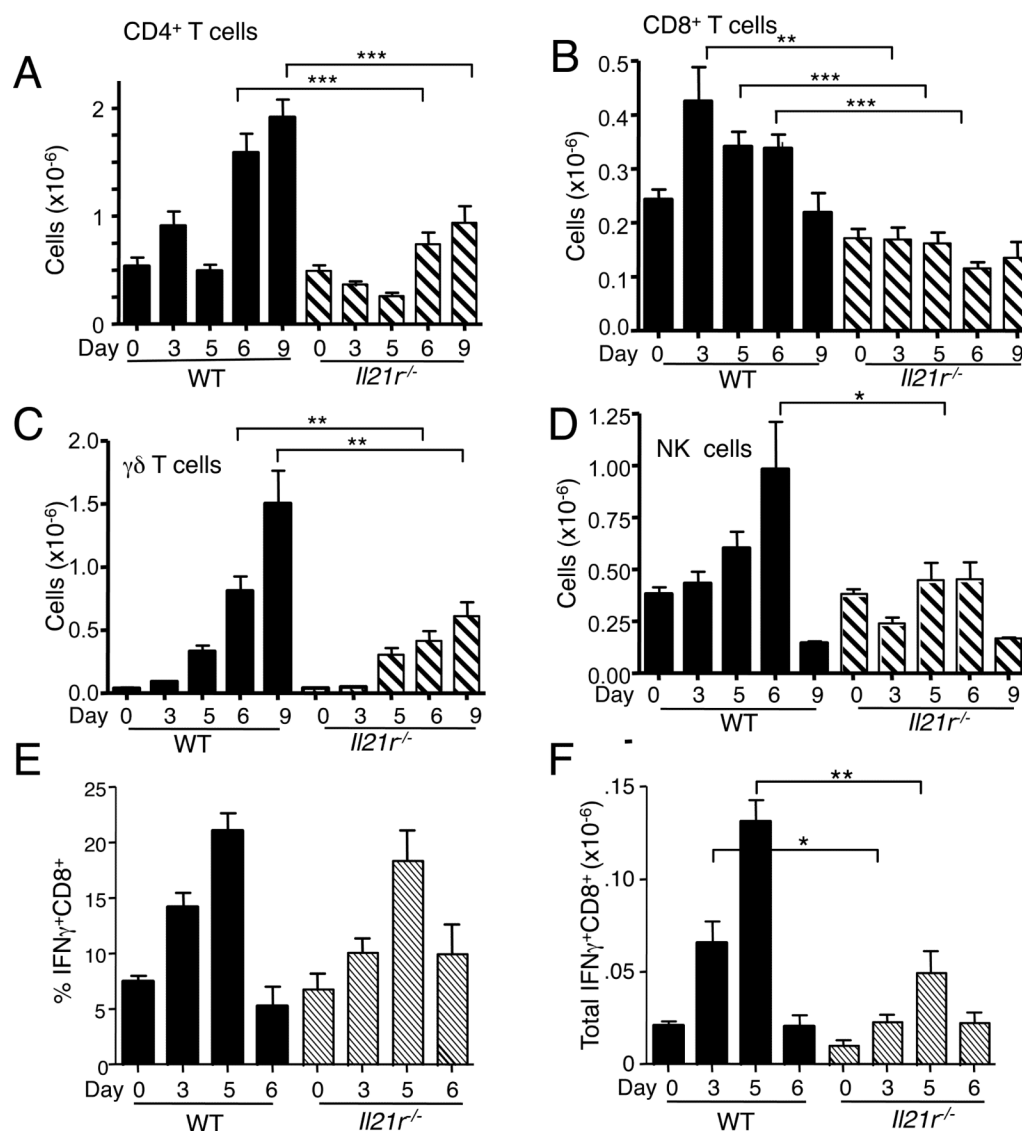 CD4+ T cells
A
***
***
2
1
0
Cells (x10-6)
Day 0 3 5 6 9 0 3 5 6 9
WT Il21r-/-
CD8+ T cells
B
**
***
***
0.5
0.4
0.3
0.2
0.1
0.0
Cells (x10-6)
Day 0 3 5 6 9 0 3 5 6 9
WT Il21r-/-
C
γδ T cells
**
**
2.0
1.5
1.0
0.5
0.0
Cells (x10-6)
Day 0 3 5 6 9 0 3 5 6 9
WT Il21r-/-
D
NK cells
*
1.25
1.00
0.75
0.50
0.25
0.00
Cells (x10-6)
Day 0 3 5 6 9 0 3 5 6 9
WT Il21r-/-
E
25
20
15
10
5
0
% IFNγ+CD8+
Day 0 3 5 6 0 3 5 6
WT Il21r-/-
F
**
*
.15
.10
.05
0
Total IFNγ+CD8+ (x10-6)
Day 0 3 5 6 0 3 5 6
WT Il21r-/-